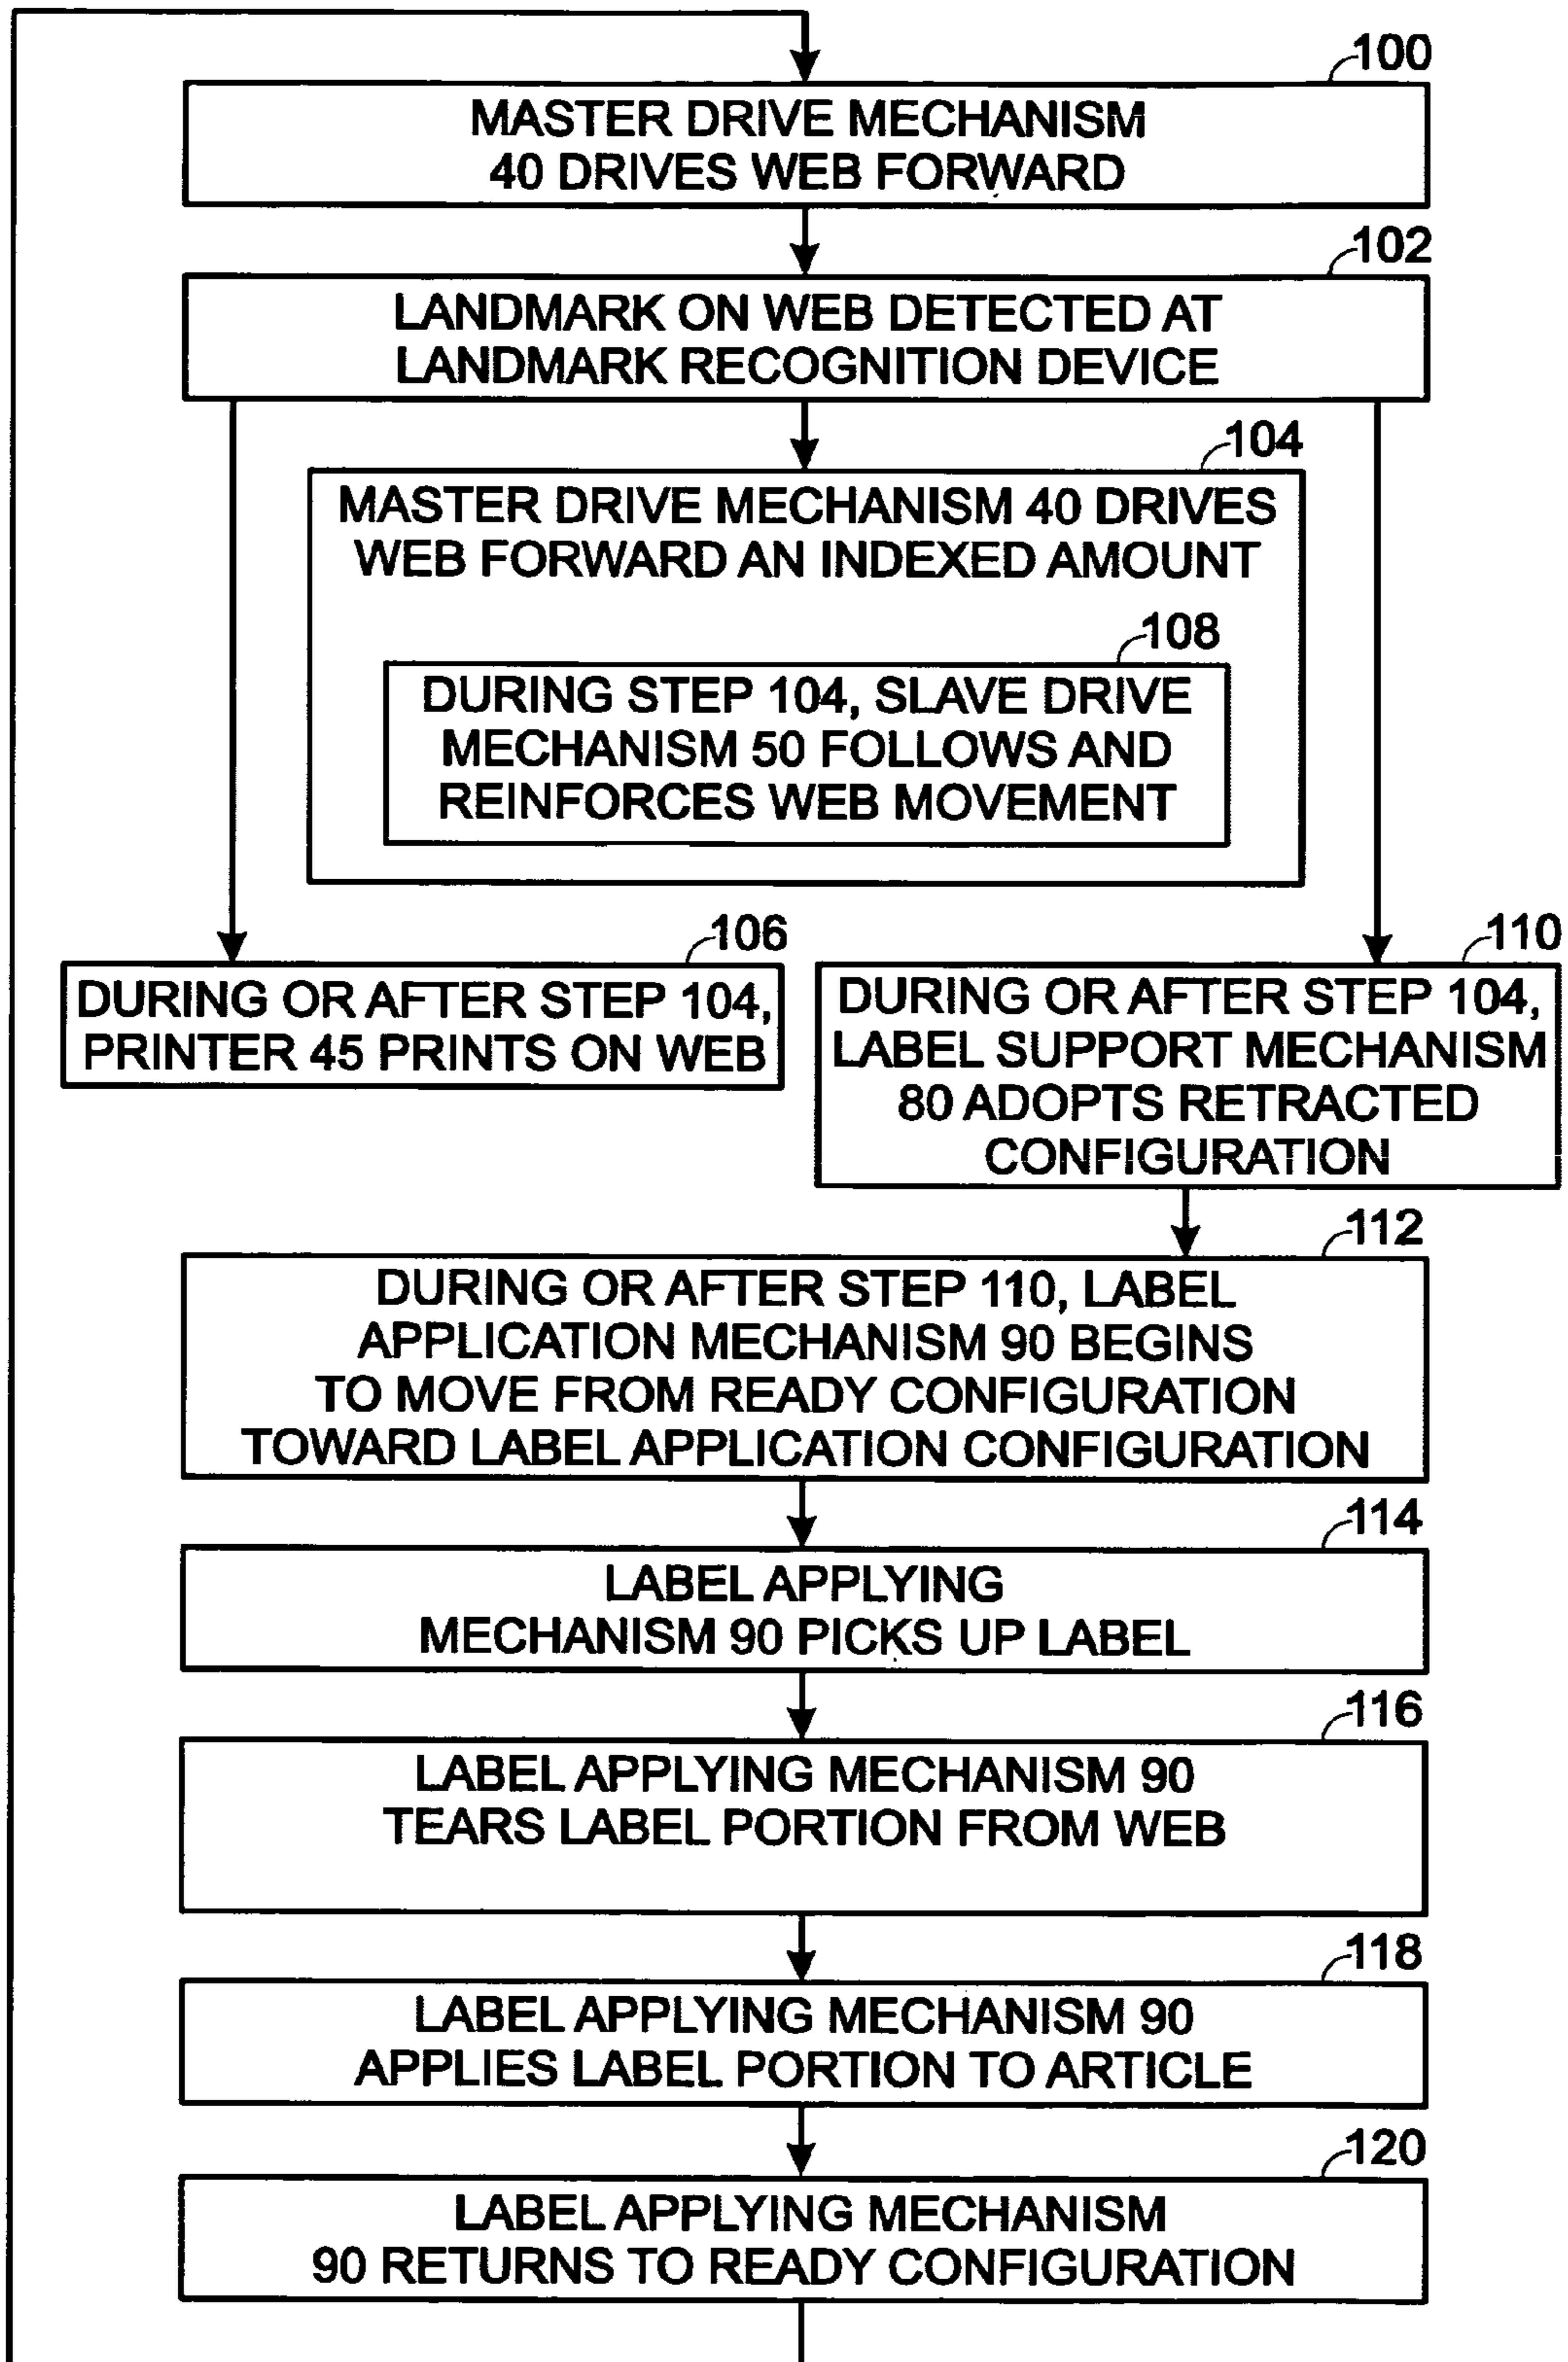 100
MASTER DRIVE MECHANISM
40 DRIVES WEB FORWARD
102
LANDMARK ON WEB DETECTED AT
LANDMARK RECOGNITION DEVICE
104
MASTER DRIVE MECHANISM 40 DRIVES
WEB FORWARD AN INDEXED AMOUNT
108
DURING STEP 104, SLAVE DRIVE
MECHANISM 50 FOLLOWS AND
REINFORCES WEB MOVEMENT
106
DURING OR AFTER STEP 104,
PRINTER 45 PRINTS ON WEB
110
DURING OR AFTER STEP 104,
LABEL SUPPORT MECHANISM
80 ADOPTS RETRACTED
CONFIGURATION
112
DURING OR AFTER STEP 110, LABEL
APPLICATION MECHANISM 90 BEGINS
TO MOVE FROM READY CONFIGURATION
TOWARD LABEL APPLICATION CONFIGURATION
114
LABEL APPLYING
MECHANISM 90 PICKS UP LABEL
116
LABEL APPLYING MECHANISM 90
TEARS LABEL PORTION FROM WEB
118
LABEL APPLYING MECHANISM 90
APPLIES LABEL PORTION TO ARTICLE
120
LABEL APPLYING MECHANISM
90 RETURNS TO READY CONFIGURATION